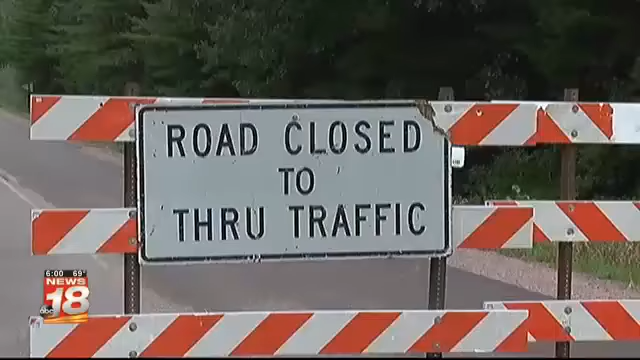 ROAD CLOSED
TO
THRU TRAFFIC
6:00 69°
NEWS
abc 18